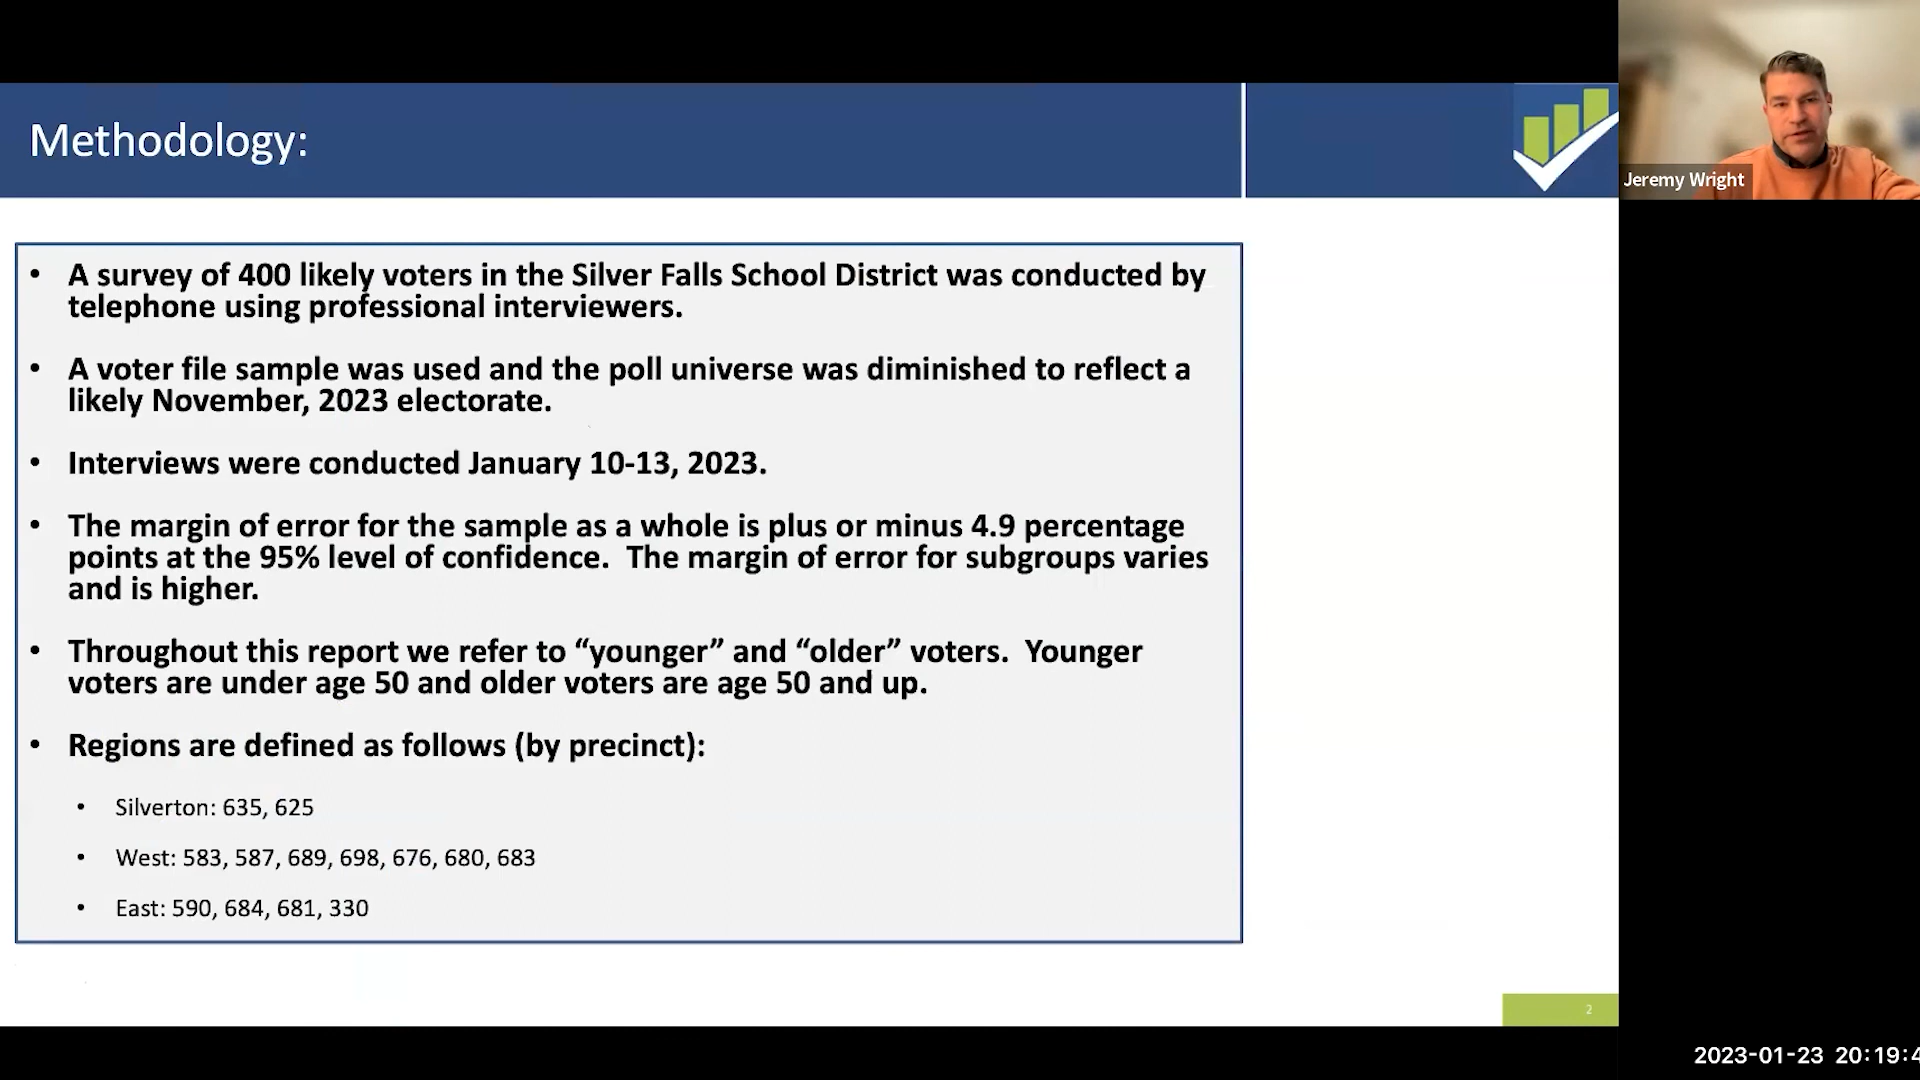 Methodology:
Jeremy Wright
• A survey of 400 likely voters in the Silver Falls School District was conducted by
telephone using professional interviewers.
• A voter file sample was used and the poll universe was diminished to reflect a
likely November, 2023 electorate.
• Interviews were conducted January 10-13, 2023.
• The margin of error for the sample as a whole is plus or minus 4.9 percentage
points at the 95% level of confidence.  The margin of error for subgroups varies
and is higher.
• Throughout this report we refer to “younger” and “older” voters.  Younger
voters are under age 50 and older voters are age 50 and up.
• Regions are defined as follows (by precinct):
• Silverton: 635, 625
• West: 583, 587, 689, 698, 676, 680, 683
• East: 590, 684, 681, 330
2
2023-01-23 20:19:4